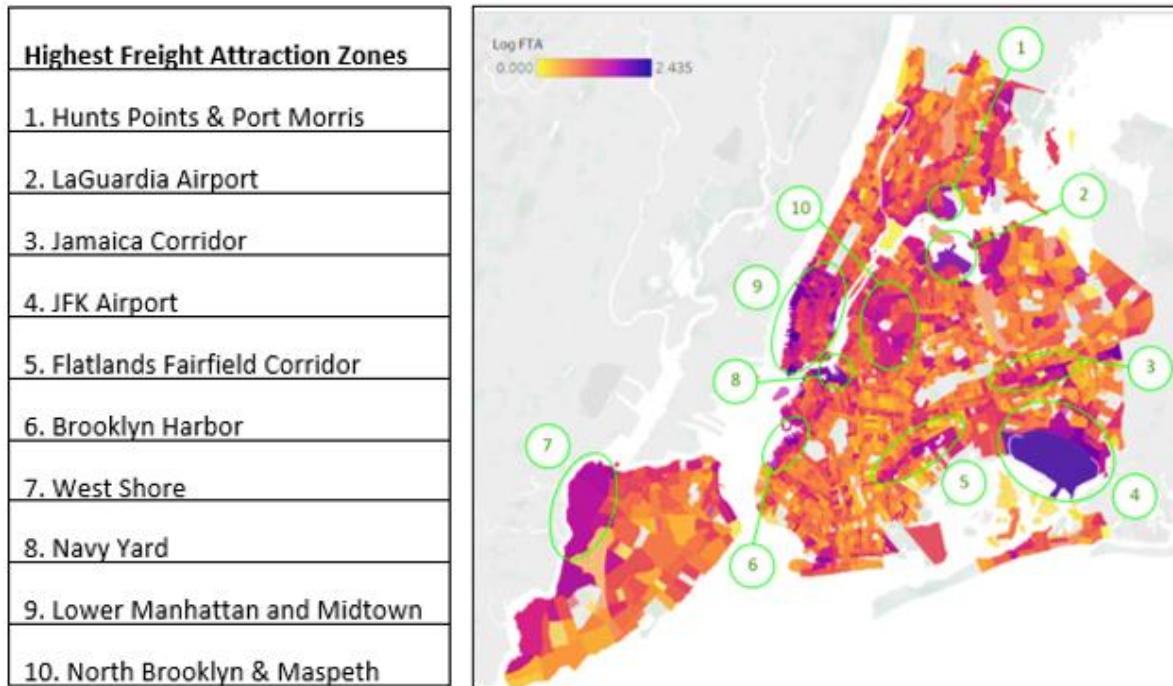 Highest Freight Attraction Zones
1. Hunts Points & Port Morris
2. LaGuardia Airport
3. Jamaica Corridor
4. JFK Airport
5. Flatlands Fairfield Corridor
6. Brooklyn Harbor
7. West Shore
8. Navy Yard
9. Lower Manhattan and Midtown
10. North Brooklyn & Maspeth
Log FTA
0.000 2.435
1
2
10
9
3
8
7
5
4
6